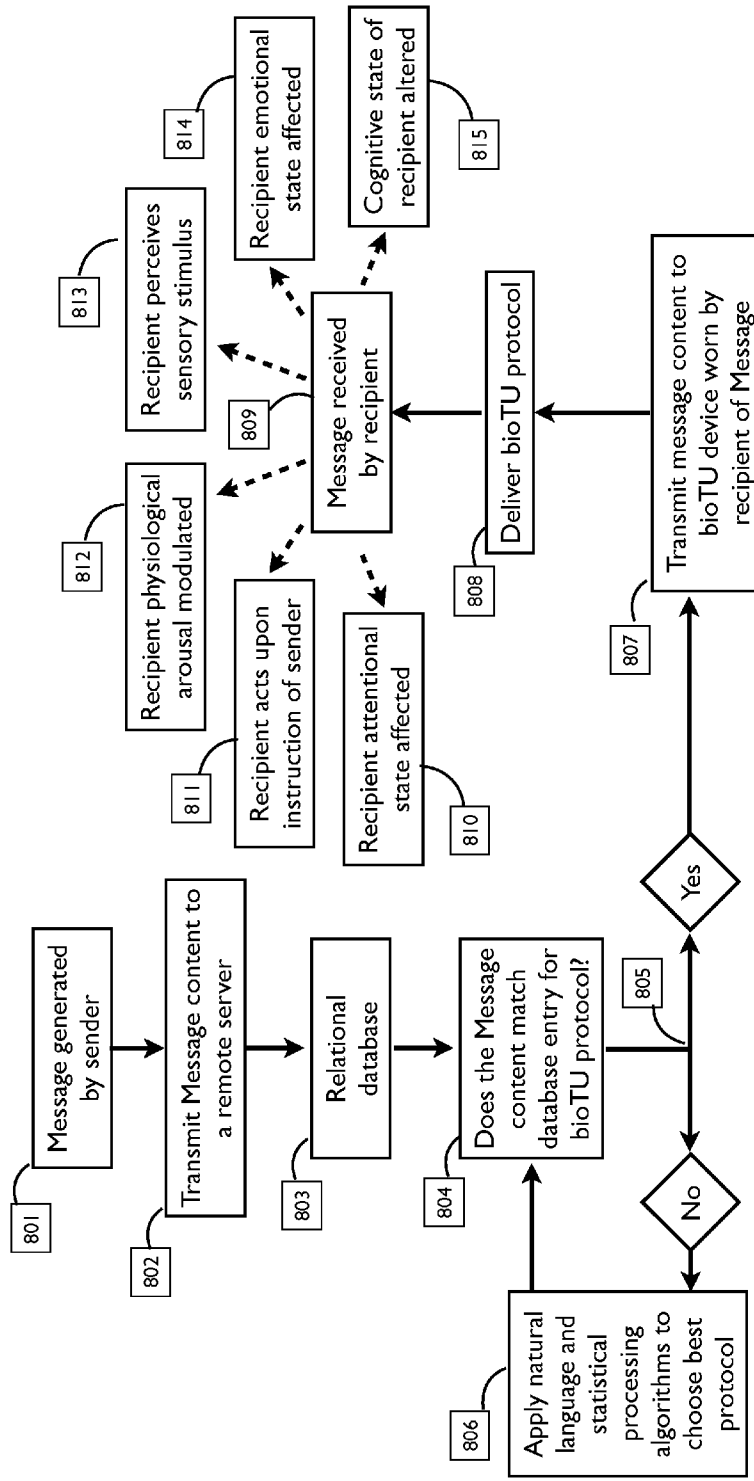 801
Message generated
by sender
802
Transmit Message content to
a remote server
803
Relational
database
804
Does the Message
content match
database entry for
bioTU protocol?
805
No
Yes
806
Apply natural
language and
statistical
processing
algorithms to
choose best
protocol
807
Transmit message content to
bioTU device worn by
recipient of Message
808
Deliver bioTU protocol
809
Message received
by recipient
810
Recipient attentional
state affected
811
Recipient acts upon
instruction of sender
812
Recipient physiological
arousal modulated
813
Recipient perceives
sensory stimulus
814
Recipient emotional
state affected
815
Cognitive state of
recipient altered